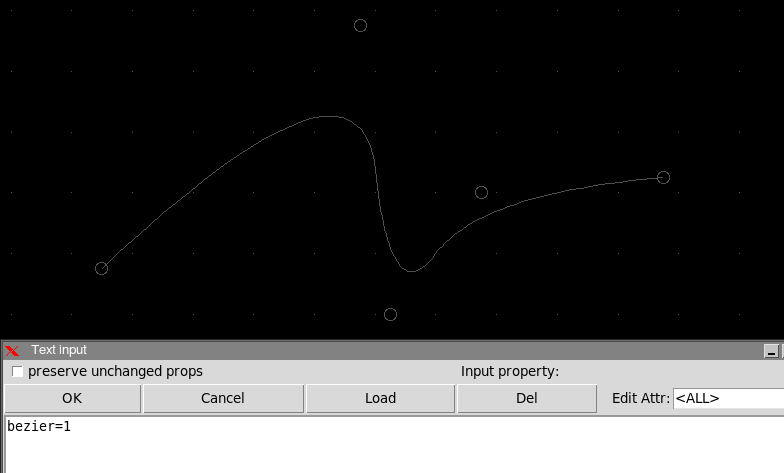 Text input
preserve unchanged props Input property:
OK Cancel Load Del Edit Attr: <ALL>
bezier=1